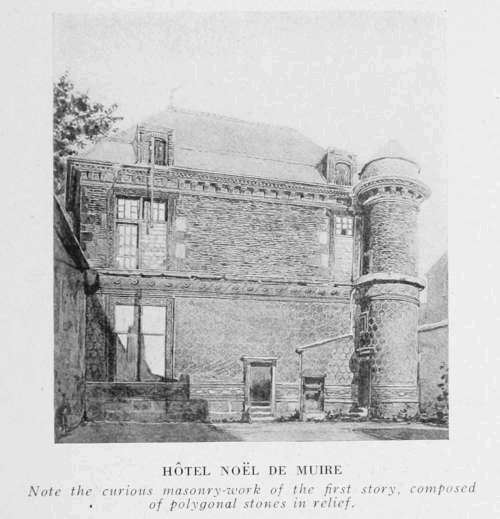 HÔTEL NOËL DE MUIRE
Note the curious masonry-work of the first story, composed
of polygonal stones in relief.